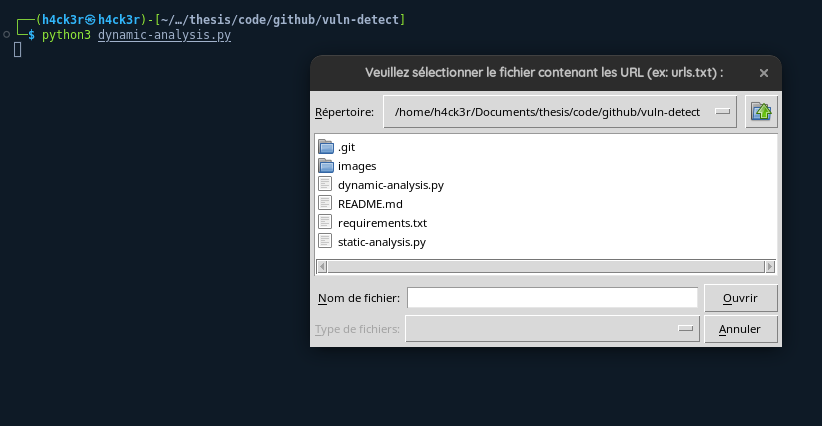 (h4ck3r㉿h4ck3r)-[~/…/thesis/code/github/vuln-detect]
$ python3 dynamic-analysis.py
Veuillez sélectionner le fichier contenant les URL (ex: urls.txt) :
Répertoire: /home/h4ck3r/Documents/thesis/code/github/vuln-detect
.git
images
dynamic-analysis.py
README.md
requirements.txt
static-analysis.py
Nom de fichier: Ouvrir
Type de fichiers: Annuler